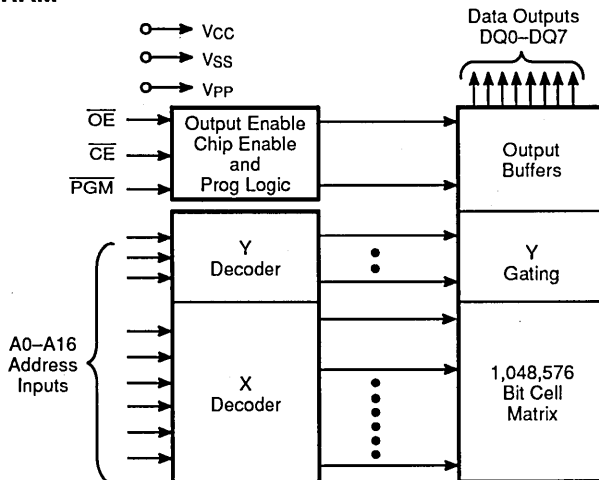 VCC
VSS
VPP
Data Outputs
DQ0–DQ7
OE
CE
PGM
Output Enable
Chip Enable
and
Prog Logic
Output
Buffers
Y
Decoder
Y
Gating
A0–A16
Address
Inputs
X
Decoder
1,048,576
Bit Cell
Matrix